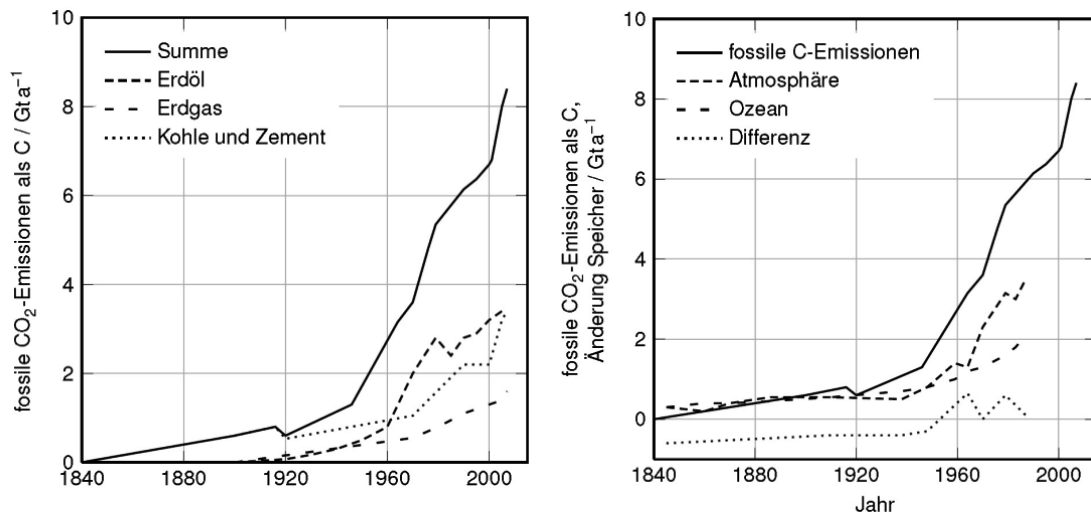 fossile CO₂-Emissionen als C / Gt a⁻¹
10
8
6
4
2
0
Summe
Erdöl
Erdgas
Kohle und Zement
1840
1880
1920
1960
2000
fossile CO₂-Emissionen als C,
Änderung Speicher / Gt a⁻¹
10
8
6
4
2
0
fossile C-Emissionen
Atmosphäre
Ozean
Differenz
1840
1880
1920
1960
2000
Jahr